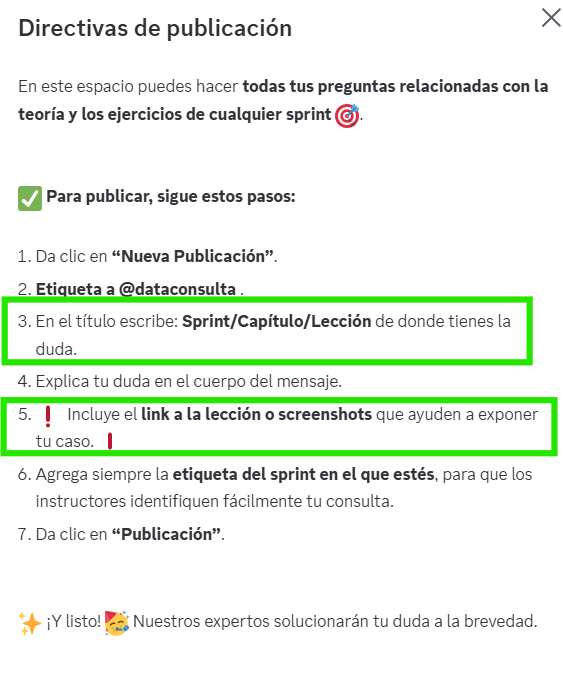 Directivas de publicación
En este espacio puedes hacer todas tus preguntas relacionadas con la
teoría y los ejercicios de cualquier sprint 🎯.
✅ Para publicar, sigue estos pasos:
1. Da clic en “Nueva Publicación”.
2. Etiqueta a @dataconsulta .
3. En el título escribe: Sprint/Capítulo/Lección de donde tienes la
duda.
4. Explica tu duda en el cuerpo del mensaje.
5. ❗ Incluye el link a la lección o screenshots que ayuden a exponer
tu caso. ❗
6. Agrega siempre la etiqueta del sprint en el que estés, para que los
instructores identifiquen fácilmente tu consulta.
7. Da clic en “Publicación”.
✨ ¡Y listo! 🥳 Nuestros expertos solucionarán tu duda a la brevedad.